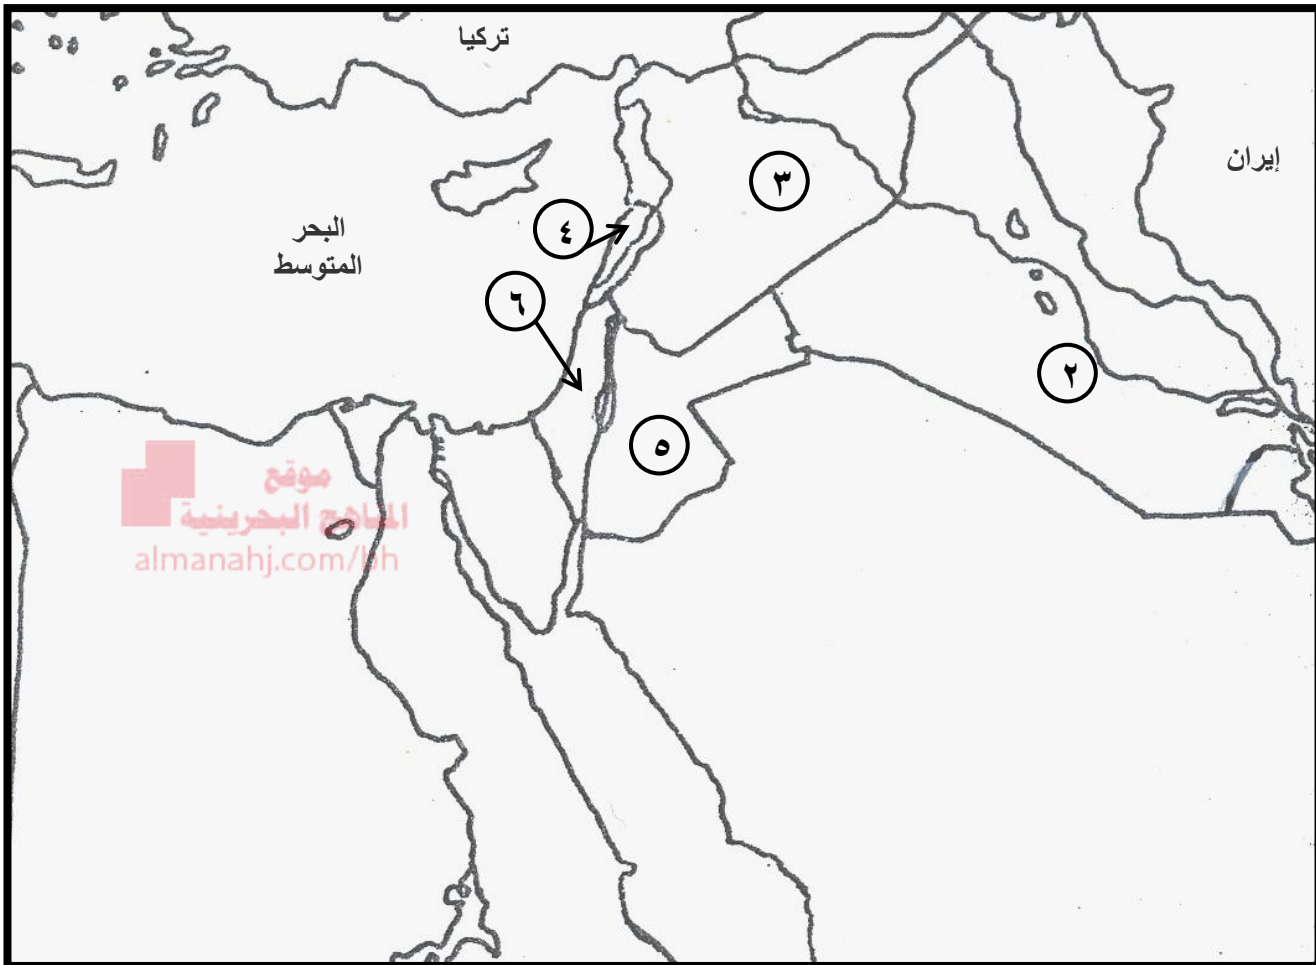 تركيا
إيران
٣
٤
البحر
المتوسط
٦
٢
٥
موقع
المناهج البحرينية
almanahj.com/bh